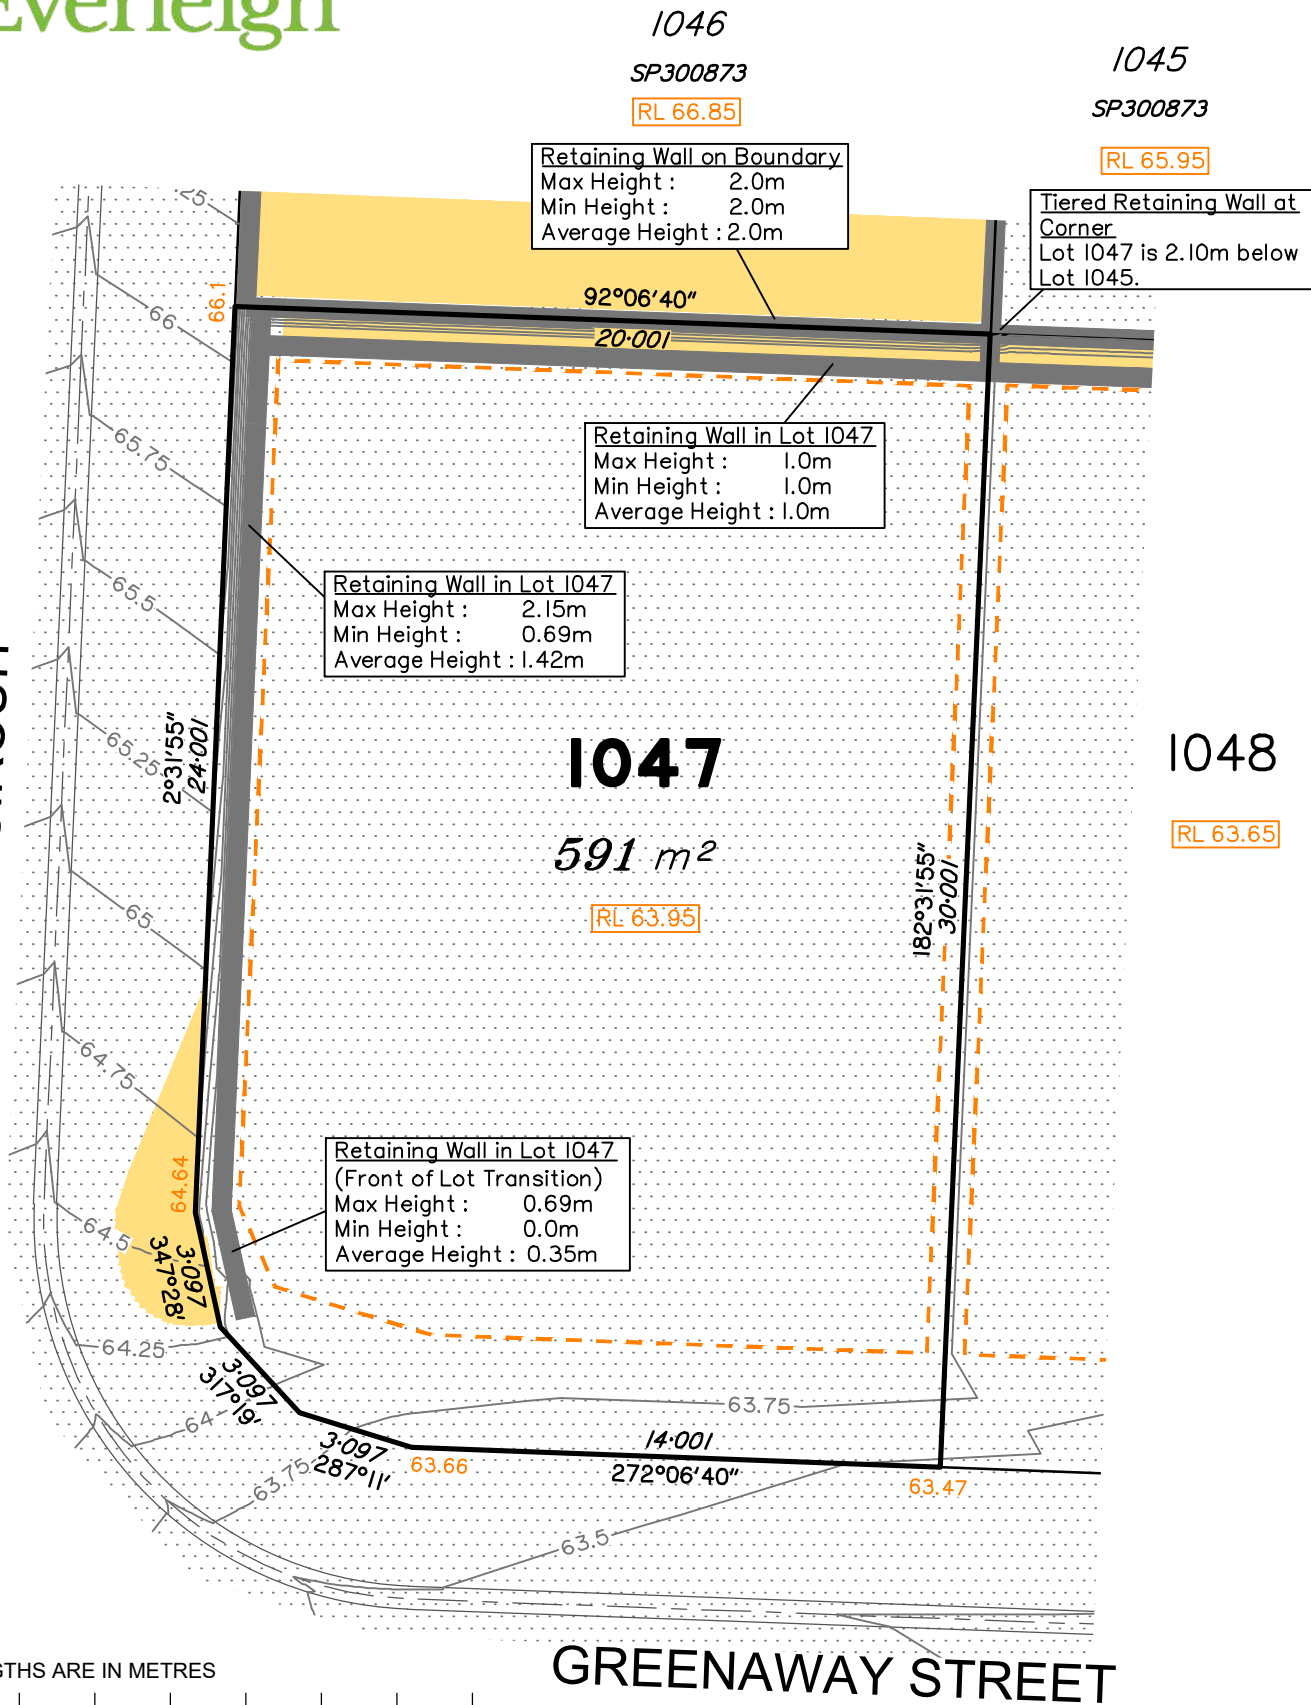 Everleigh
1046
SP300873
RL 66.85
1045
SP300873
RL 65.95
Retaining Wall on Boundary
Max Height : 2.0m
Min Height : 2.0m
Average Height : 2.0m
Tiered Retaining Wall at
Corner
Lot 1047 is 2.10m below
Lot 1045.
25
66.1
66
92°06'40"
20·001
65.75
Retaining Wall in Lot 1047
Max Height : 1.0m
Min Height : 1.0m
Average Height : 1.0m
65.5
Retaining Wall in Lot 1047
Max Height : 2.15m
Min Height : 0.69m
Average Height : 1.42m
2°31'55"
24·001
65.25
1047
591 m²
RL 63.95
1048
RL 63.65
182°31'55"
30·001
65
64.75
64.64
64.5
Retaining Wall in Lot 1047
(Front of Lot Transition)
Max Height : 0.69m
Min Height : 0.0m
Average Height : 0.35m
3·097
347°28'
64.25
3·097
317°19'
64
63.75
3·097
287°11'
63.75
63.66
14·001
272°06'40"
63.47
63.5
GREENAWAY STREET
GTHS ARE IN METRES